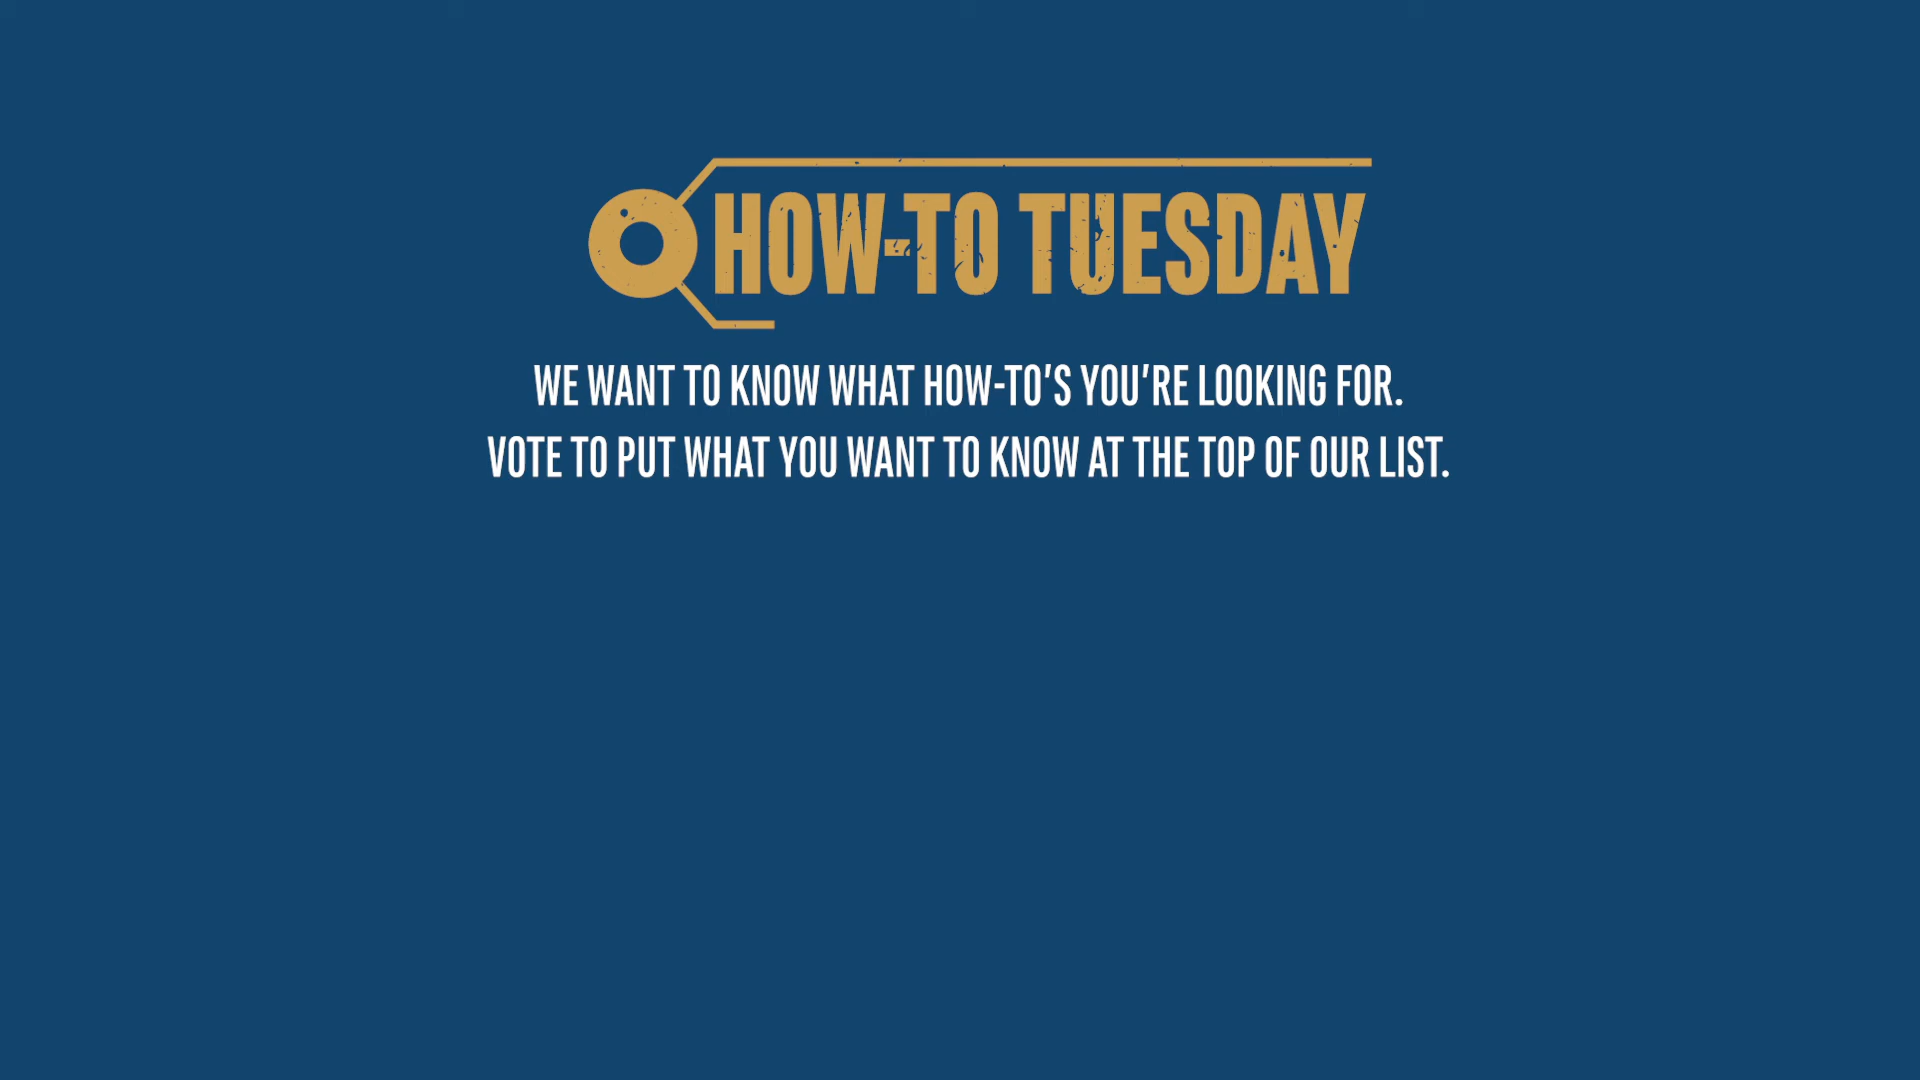 HOW-TO TUESDAY
WE WANT TO KNOW WHAT HOW-TO'S YOU'RE LOOKING FOR.
VOTE TO PUT WHAT YOU WANT TO KNOW AT THE TOP OF OUR LIST.